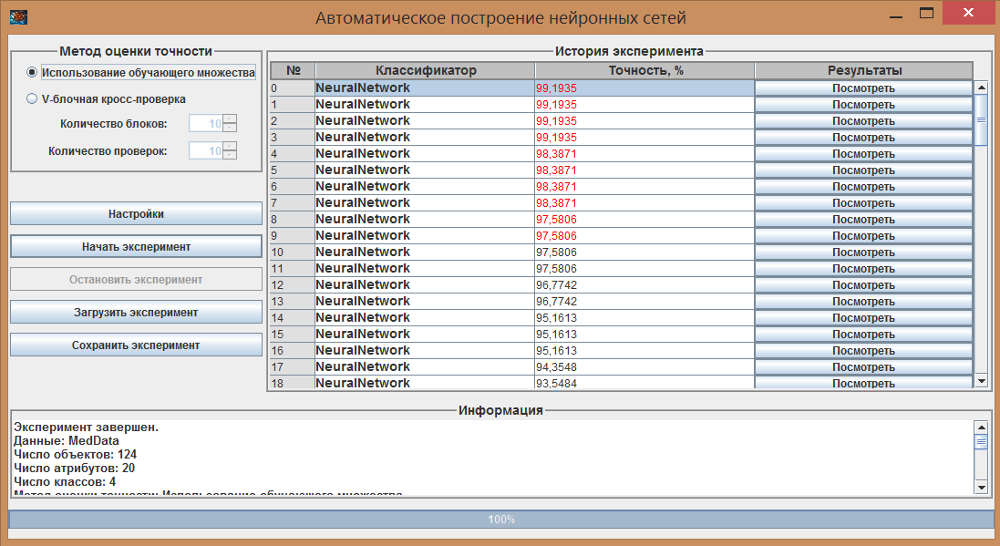 Автоматическое построение нейронных сетей
Метод оценки точности
Использование обучающего множества
V-блочная кросс-проверка
Количество блоков: 10
Количество проверок: 10
Настройки
Начать эксперимент
Остановить эксперимент
Загрузить эксперимент
Сохранить эксперимент
История эксперимента
№ Классификатор Точность, % Результаты
0 NeuralNetwork 99,1935 Посмотреть
1 NeuralNetwork 99,1935 Посмотреть
2 NeuralNetwork 99,1935 Посмотреть
3 NeuralNetwork 99,1935 Посмотреть
4 NeuralNetwork 98,3871 Посмотреть
5 NeuralNetwork 98,3871 Посмотреть
6 NeuralNetwork 98,3871 Посмотреть
7 NeuralNetwork 98,3871 Посмотреть
8 NeuralNetwork 97,5806 Посмотреть
9 NeuralNetwork 97,5806 Посмотреть
10 NeuralNetwork 97,5806 Посмотреть
11 NeuralNetwork 97,5806 Посмотреть
12 NeuralNetwork 96,7742 Посмотреть
13 NeuralNetwork 96,7742 Посмотреть
14 NeuralNetwork 95,1613 Посмотреть
15 NeuralNetwork 95,1613 Посмотреть
16 NeuralNetwork 95,1613 Посмотреть
17 NeuralNetwork 94,3548 Посмотреть
18 NeuralNetwork 93,5484 Посмотреть
Информация
Эксперимент завершен.
Данные: MedData
Число объектов: 124
Число атрибутов: 20
Число классов: 4
Метод оценки точности: Использование обучающего множества
100%